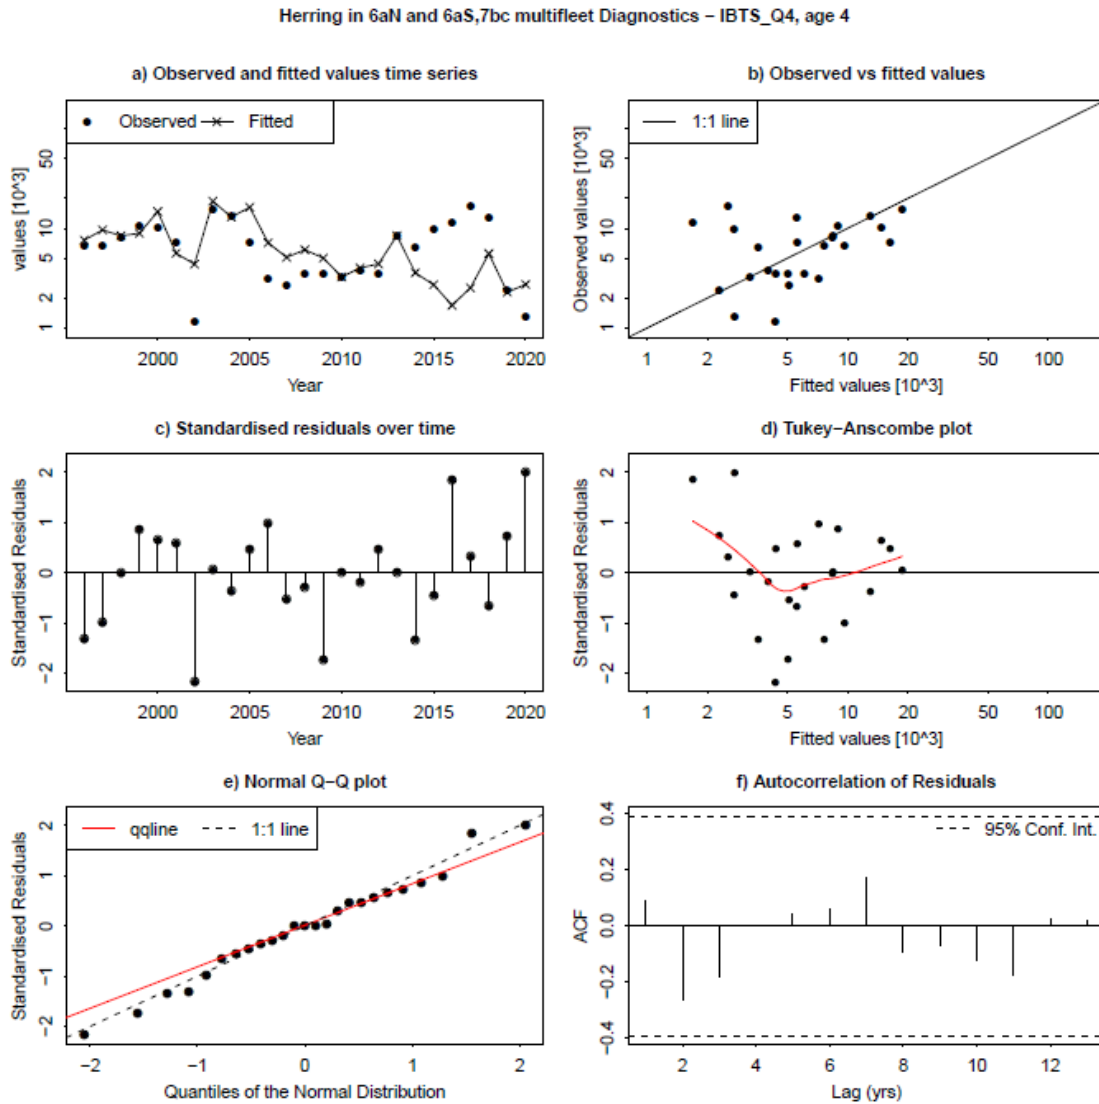 Herring in 6aN and 6aS,7bc multifleet Diagnostics − IBTS_Q4, age 4
a) Observed and fitted values time series
Observed Fitted
values [10^3]
50
10
5
2
1
2000 2005 2010 2015 2020
Year
b) Observed vs fitted values
1:1 line
Observed values [10^3]
50
10
5
2
1
1 2 5 10 20 50 100
Fitted values [10^3]
c) Standardised residuals over time
Standardised Residuals
2
1
0
−1
−2
2000 2005 2010 2015 2020
Year
d) Tukey−Anscombe plot
Standardised Residuals
2
1
0
−1
−2
1 2 5 10 20 50 100
Fitted values [10^3]
e) Normal Q−Q plot
qqline 1:1 line
Standardised Residuals
2
1
0
−1
−2
−2 −1 0 1 2
Quantiles of the Normal Distribution
f) Autocorrelation of Residuals
95% Conf. Int.
ACF
0.4
0.2
0.0
−0.2
−0.4
2 4 6 8 10 12
Lag (yrs)